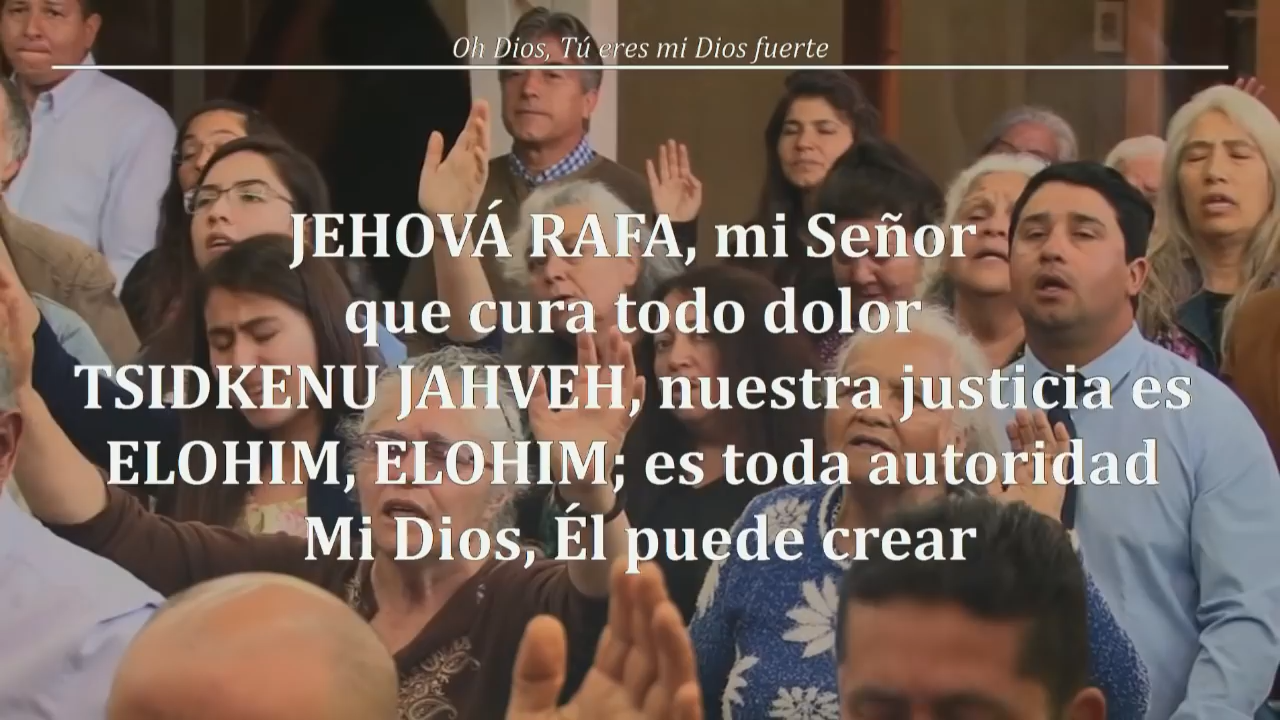 Oh Dios, Tú eres mi Dios fuerte
JEHOVÁ RAFA, mi Señor
que cura todo dolor
TSIDKENU JAHVEH, nuestra justicia es
ELOHIM, ELOHIM; es toda autoridad
Mi Dios, Él puede crear